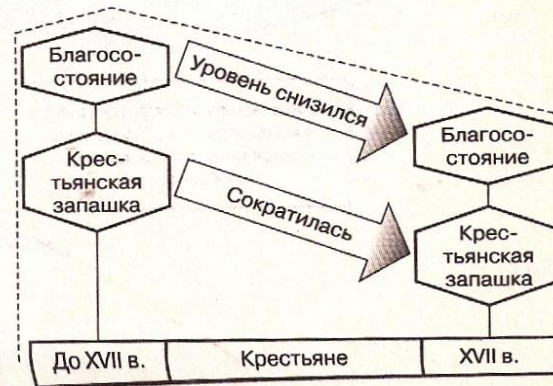 Благосо-
стояние
Уровень снизился
Благосо-
стояние
Крес-
тьянская
запашка
Сократилась
Крес-
тьянская
запашка
До XVII в.
Крестьяне
XVII в.